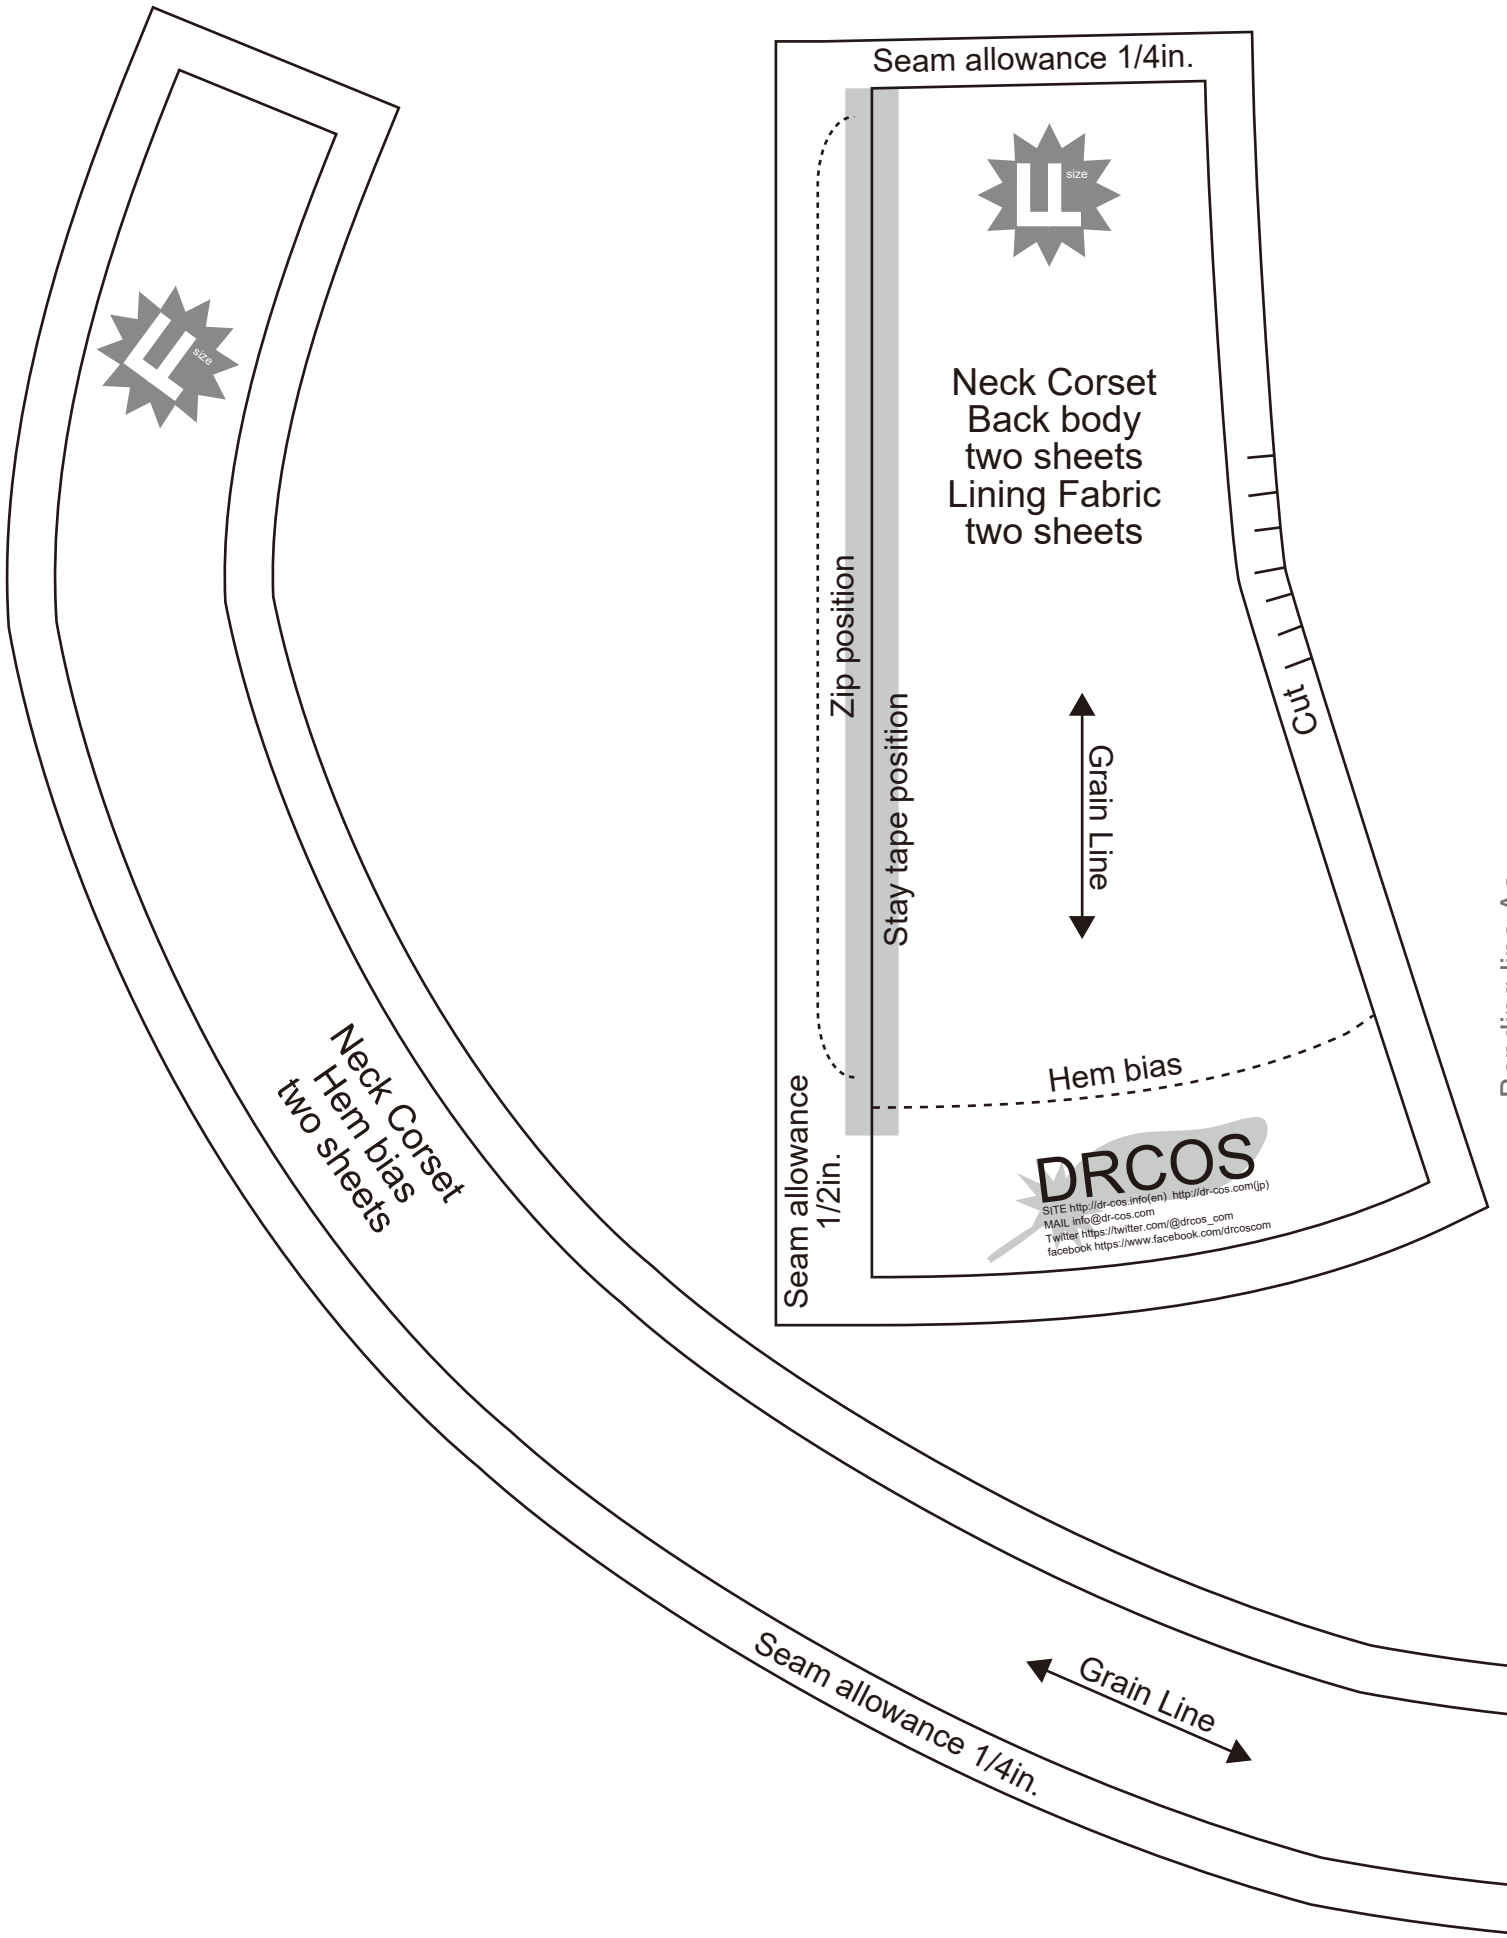 Seam allowance 1/4in.
LL size
LL size
Neck Corset
Back body
two sheets
Lining Fabric
two sheets
Zip position
Stay tape position
Cut
Grain Line
Hem bias
Seam allowance
1/2in.
DRCOS
SITE http://dr-cos.info(en) http://dr-cos.com(jp)
MAIL info@dr-cos.com
Twitter https://twitter.com/@drcos_com
facebook https://www.facebook.com/drcoscom
Neck Corset
Hem bias
two sheets
Seam allowance 1/4in.
Grain Line